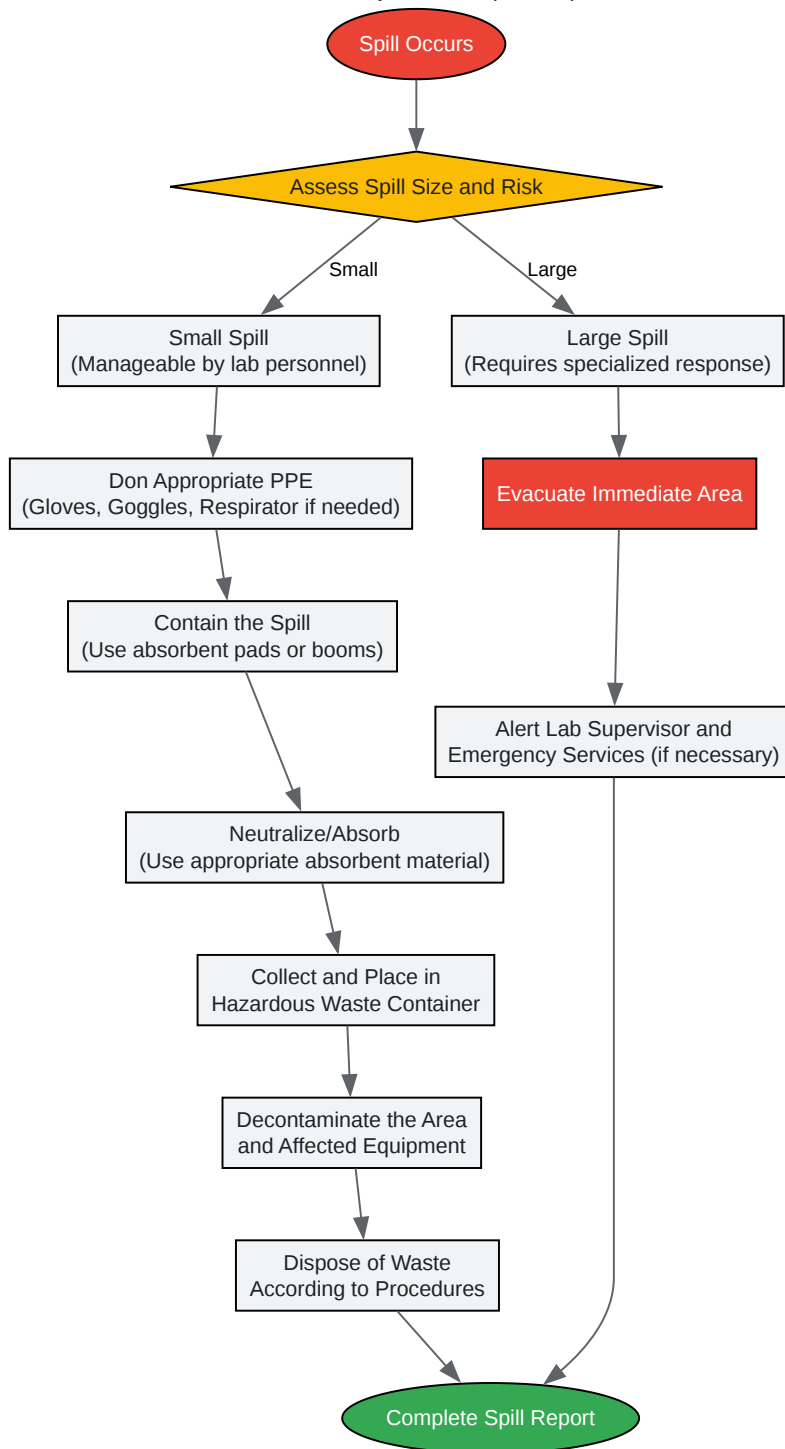 Spill Occurs
Assess Spill Size and Risk
Small
Large
Small Spill
(Manageable by lab personnel)
Large Spill
(Requires specialized response)
Don Appropriate PPE
(Gloves, Goggles, Respirator if needed)
Evacuate Immediate Area
Contain the Spill
(Use absorbent pads or booms)
Alert Lab Supervisor and
Emergency Services (if necessary)
Neutralize/Absorb
(Use appropriate absorbent material)
Collect and Place in
Hazardous Waste Container
Decontaminate the Area
and Affected Equipment
Dispose of Waste
According to Procedures
Complete Spill Report